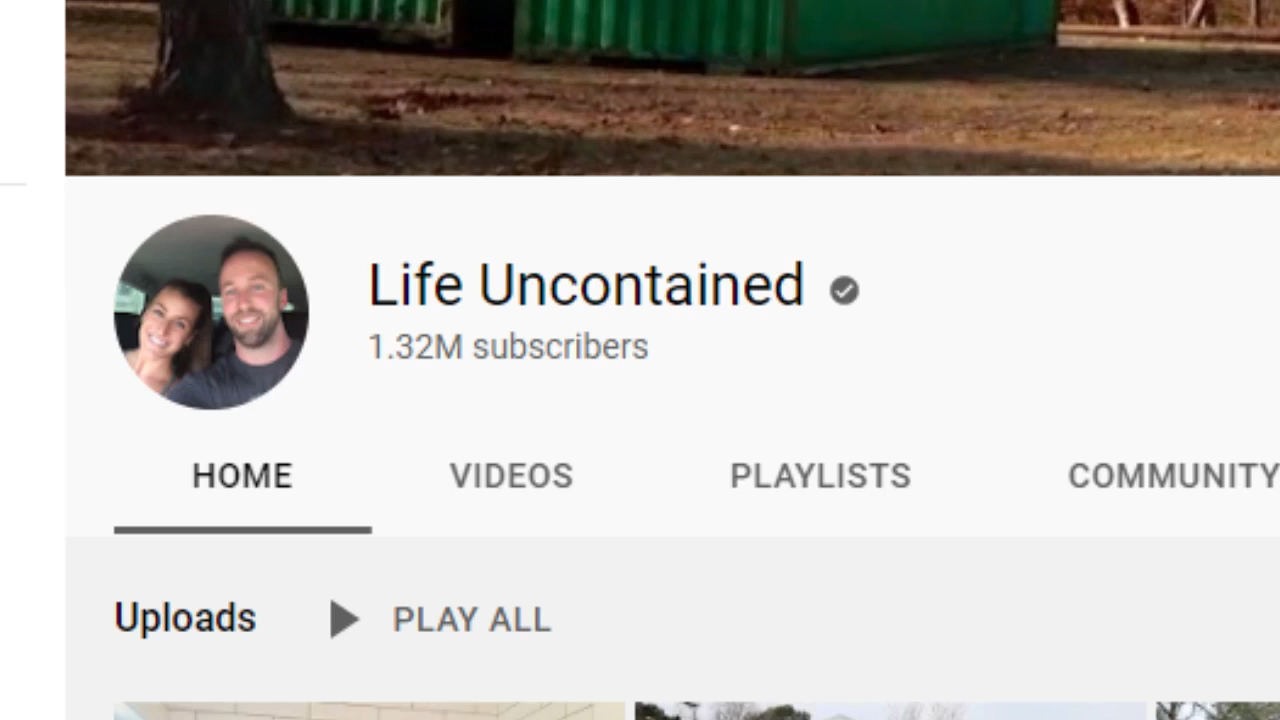 Life Uncontained
1.32M subscribers
HOME VIDEOS PLAYLISTS COMMUNITY
Uploads PLAY ALL